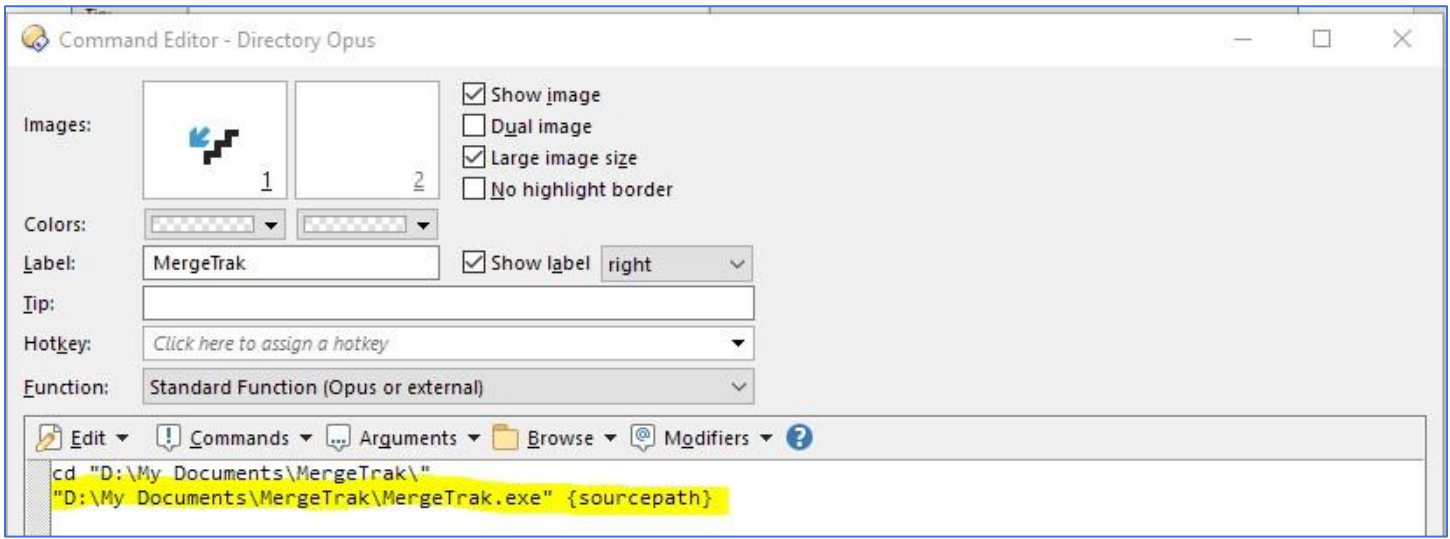 Command Editor - Directory Opus
Images:
1
2
Show image
Dual image
Large image size
No highlight border
Colors:
Label: MergeTrak Show label right
Tip:
Hotkey: Click here to assign a hotkey
Function: Standard Function (Opus or external)
Edit Commands Arguments Browse Modifiers ?
cd "D:\My Documents\MergeTrak\"
"D:\My Documents\MergeTrak\MergeTrak.exe" {sourcepath}